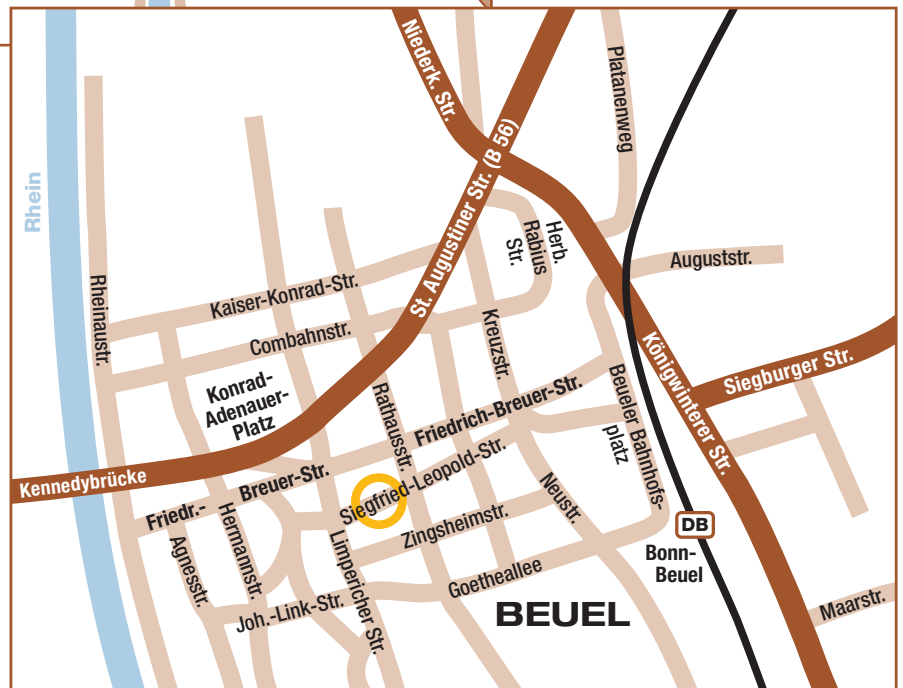 Niederk. Str.
Platanenweg
St. Augustiner Str. (B 56)
Rhein
Herb.
Rabius
Str.
Auguststr.
Rheinaustr.
Kaiser-Konrad-Str.
Combahnstr.
Kreuzstr.
Königwinterer Str.
Siegburger Str.
Konrad-
Adenauer-
Platz
Rathausstr.
Friedrich-Breuer-Str.
Beueler Bahnhofs-
platz
Kennedybrücke
Friedr.-
Breuer-Str.
Siegfried-Leopold-Str.
Neustr.
Zingsheimstr.
Hermannstr.
Agnesstr.
Limpericher Str.
DB
Bonn-
Beuel
Goetheallee
Joh.-Link-Str.
BEUEL
Maarstr.